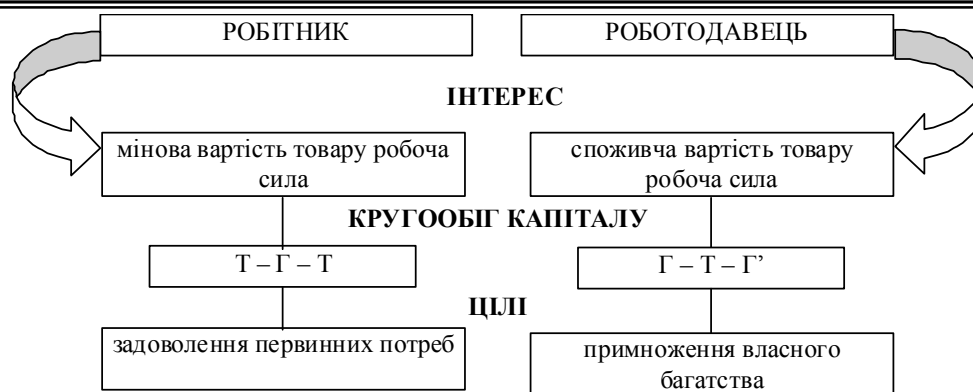 РОБІТНИК
РОБОТОДАВЕЦЬ
ІНТЕРЕС
мінова вартість товару робоча
сила
споживча вартість товару
робоча сила
КРУГООБІГ КАПІТАЛУ
Т – Г – Т
Г – Т – Г’
ЦІЛІ
задоволення первинних потреб
примноження власного
багатства